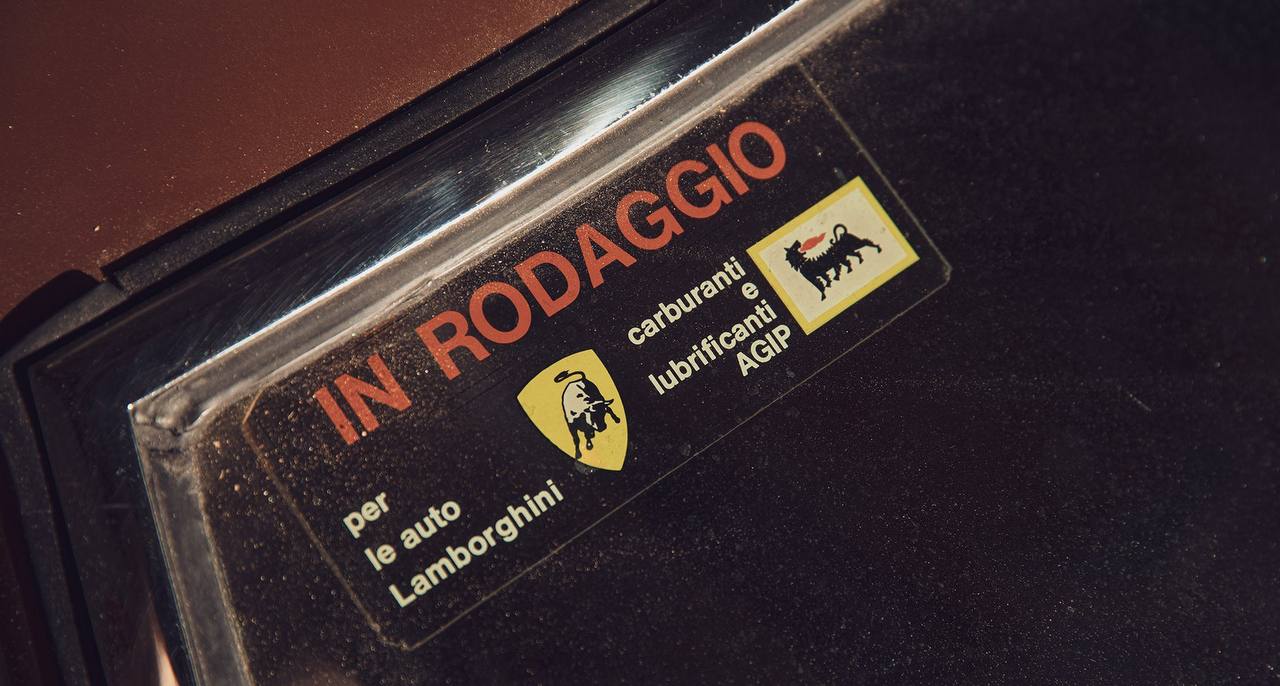 IN RODAGGIO
per
le auto
Lamborghini
carburanti
e
lubrificanti
AGIP